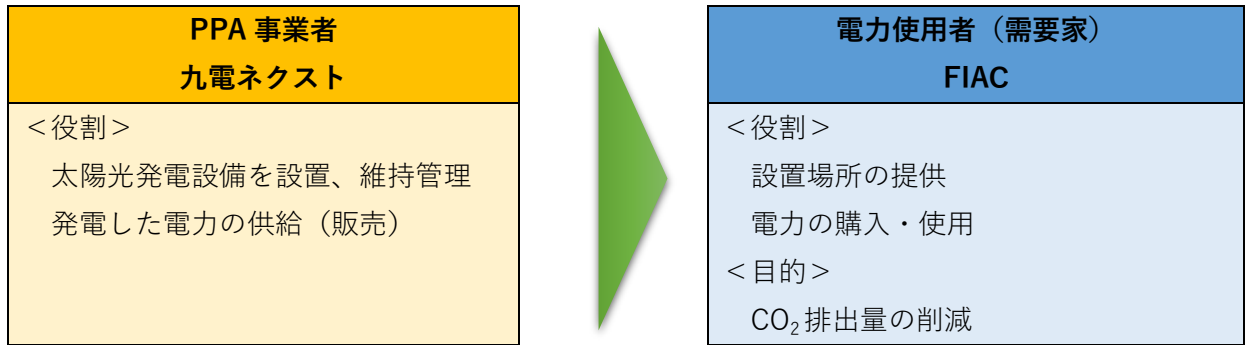 PPA 事業者
九電ネクスト
＜役割＞
太陽光発電設備を設置、維持管理
発電した電力の供給（販売）
電力使用者（需要家）
FIAC
＜役割＞
設置場所の提供
電力の購入・使用
＜目的＞
CO₂排出量の削減